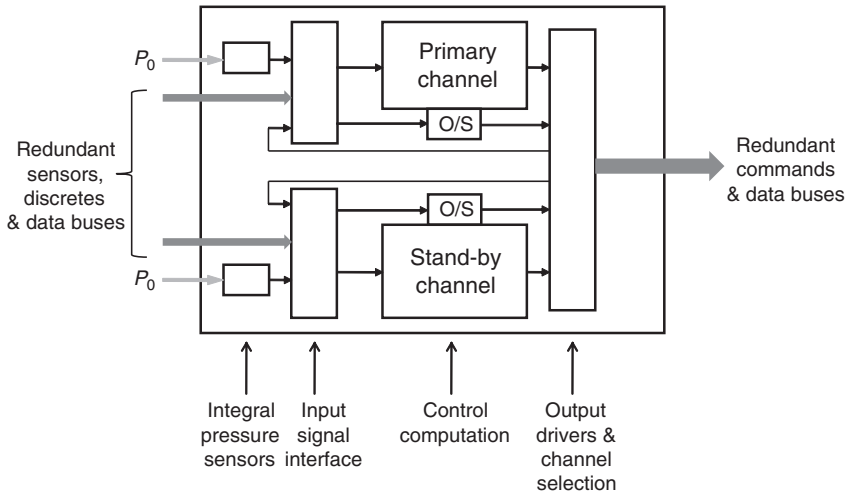 P0
Primary
channel
O/S
Redundant
sensors,
discretes
& data buses
Redundant
commands
& data buses
O/S
Stand-by
channel
P0
Integral
pressure
sensors
Input
signal
interface
Control
computation
Output
drivers &
channel
selection